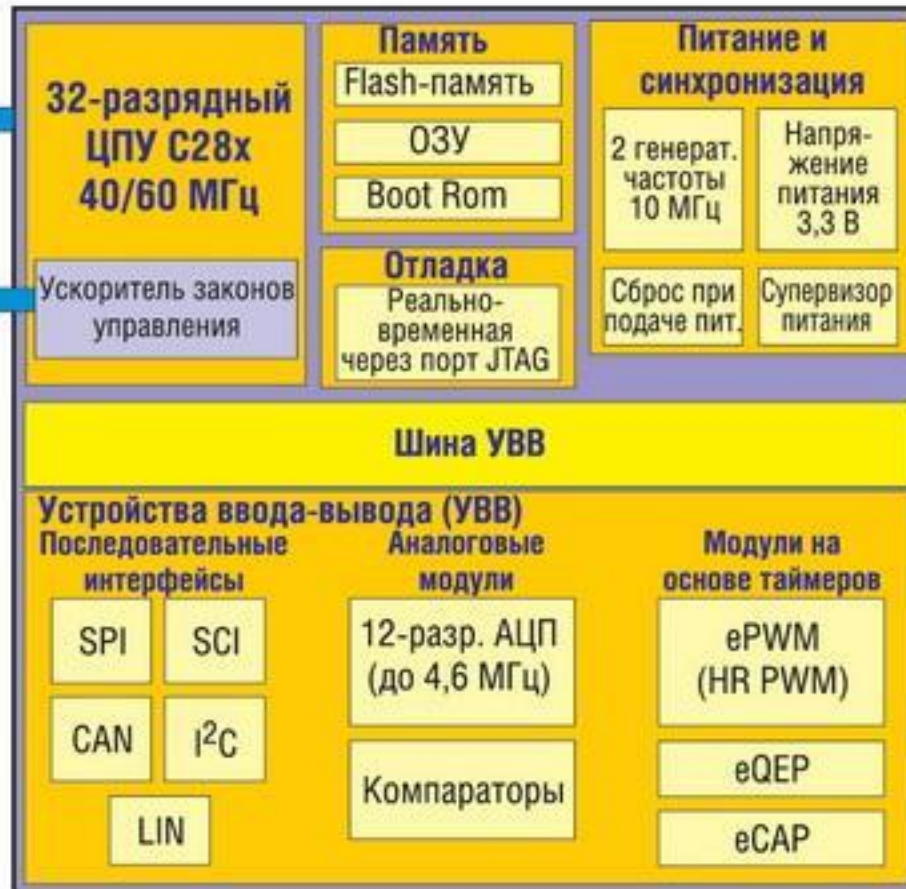 32-разрядный
ЦПУ C28x
40/60 МГц
Ускоритель законов
управления
Память
Flash-память
ОЗУ
Boot Rom
Отладка
Реально-
временная
через порт JTAG
Питание и
синхронизация
2 генерат.
частоты
10 МГц
Напря-
жение
питания
3,3 В
Сброс при
подаче пит.
Супервизор
питания
Шина УВВ
Устройства ввода-вывода (УВВ)
Последовательные
интерфейсы
SPI
SCI
CAN
I²C
LIN
Аналоговые
модули
12-разр. АЦП
(до 4,6 МГц)
Компараторы
Модули на
основе таймеров
ePWM
(HR PWM)
eQEP
eCAP